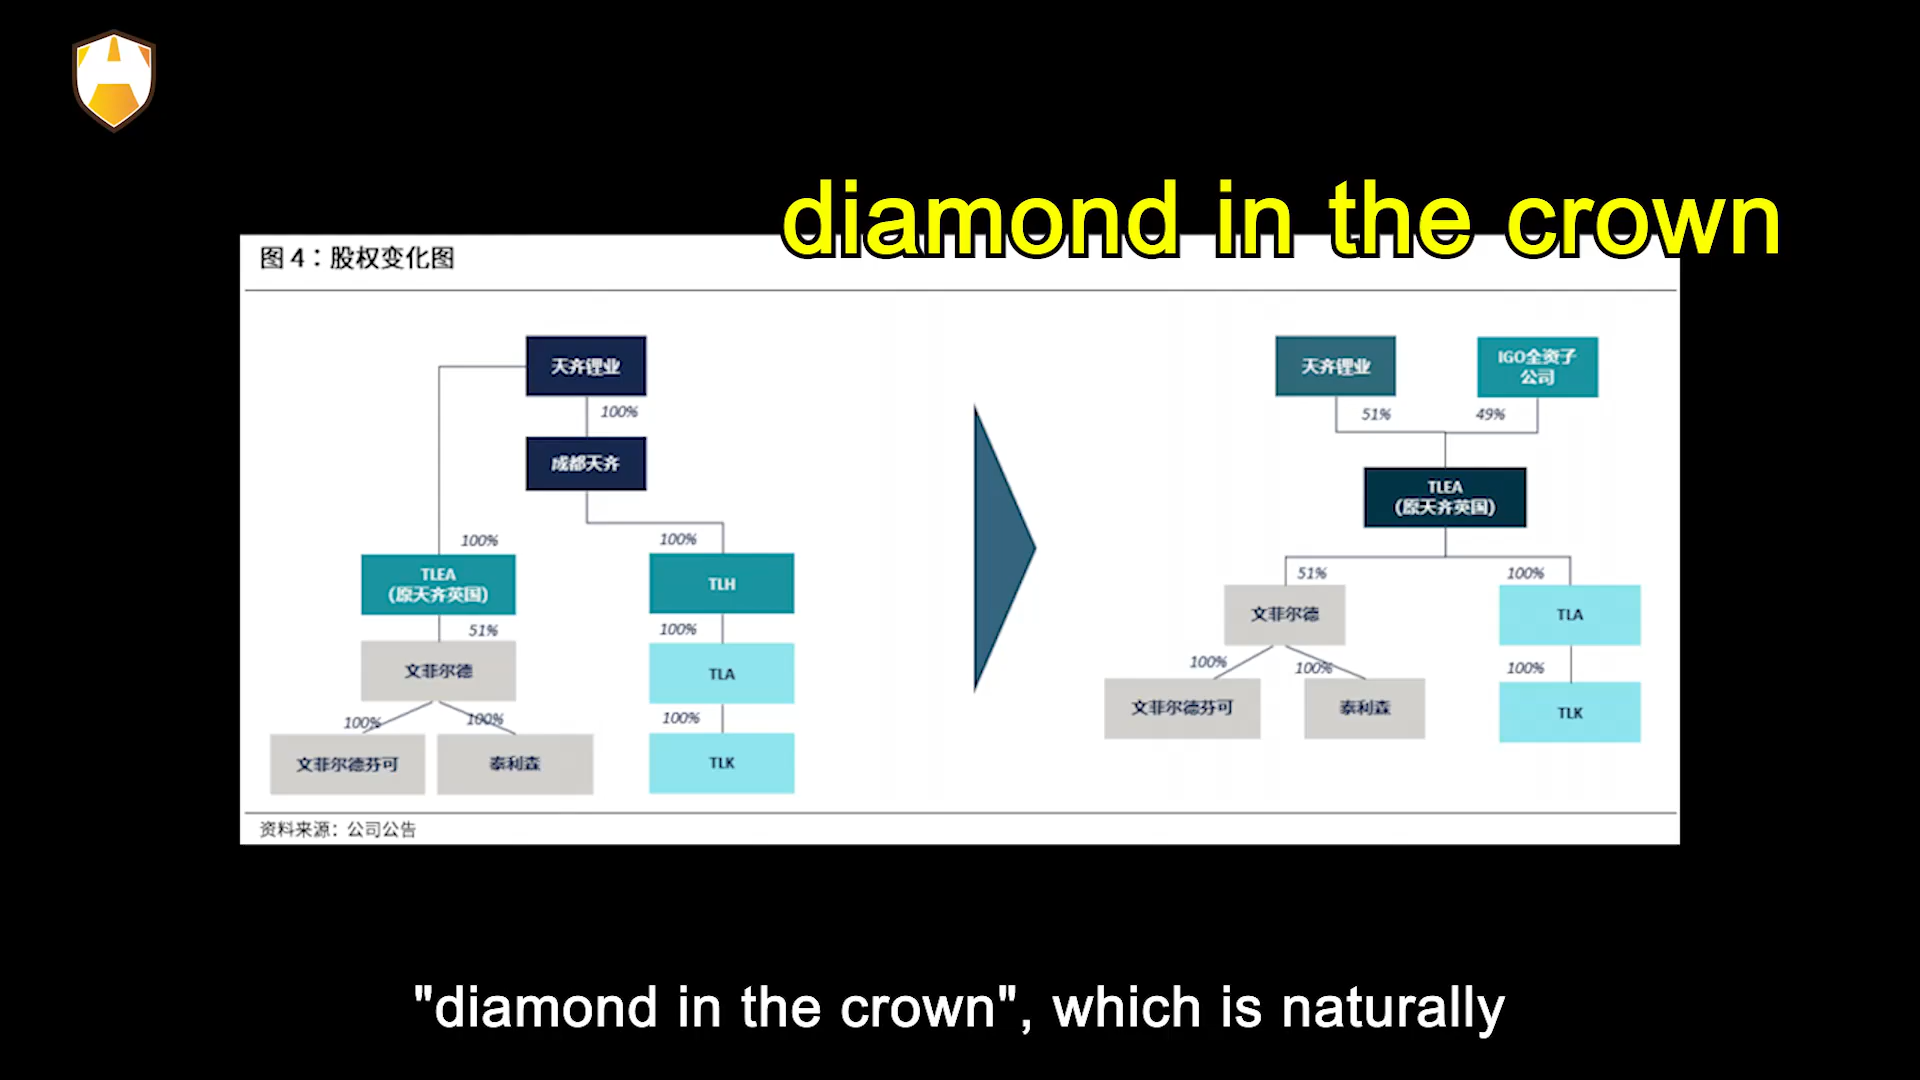 diamond in the crown
图 4：股权变化图
天齐锂业
100%
成都天齐
100%
100%
TLEA
(原天齐英国)
TLH
51%
100%
文菲尔德
TLA
100%
100%
100%
文菲尔德芬可
泰利森
TLK
天齐锂业
IGO全资子
公司
51%
49%
TLEA
(原天齐英国)
51%
100%
文菲尔德
TLA
100%
100%
100%
文菲尔德芬可
泰利森
TLK
资料来源：公司公告
"diamond in the crown", which is naturally